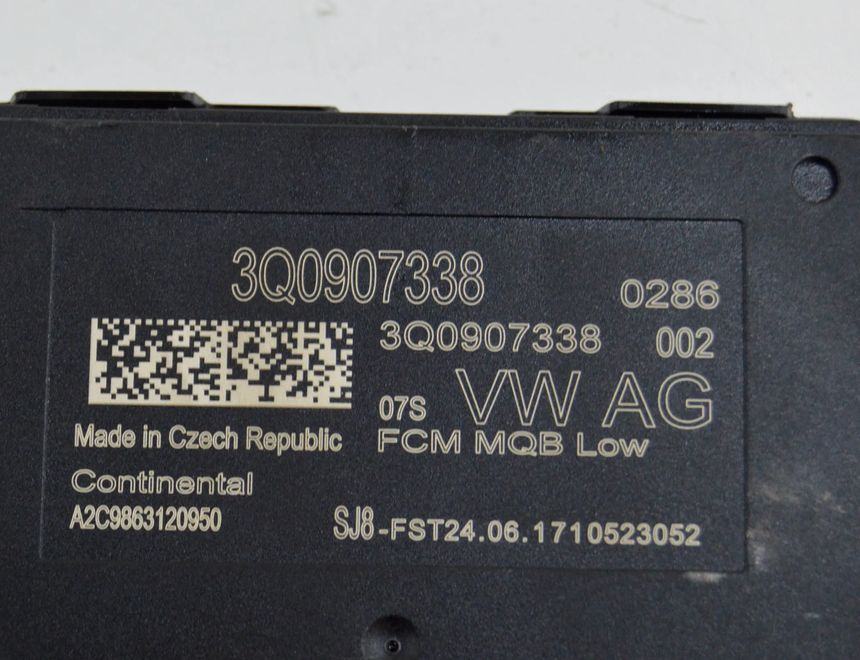 3Q0907338
0286
3Q0907338 002
07S VW AG
Made in Czech Republic FCM MQB Low
Continental
A2C9863120950 SJ8-FST24.06.1710523052